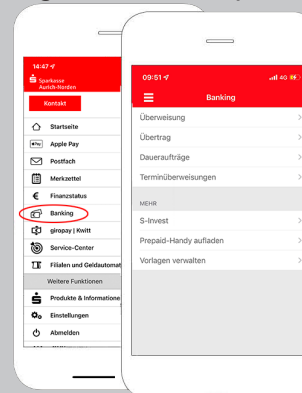 14:47
Sparkasse
Aurich-Norden
Kontakt
Startseite
Apple Pay
Postfach
Merkzettel
Finanzstatus
Banking
giropay | Kwitt
Service-Center
Filialen und Geldautomat
Weitere Funktionen
Produkte & Informatione
Einstellungen
Abmelden
09:51
4G
Banking
Überweisung
Übertrag
Daueraufträge
Terminüberweisungen
MEHR
S-Invest
Prepaid-Handy aufladen
Vorlagen verwalten